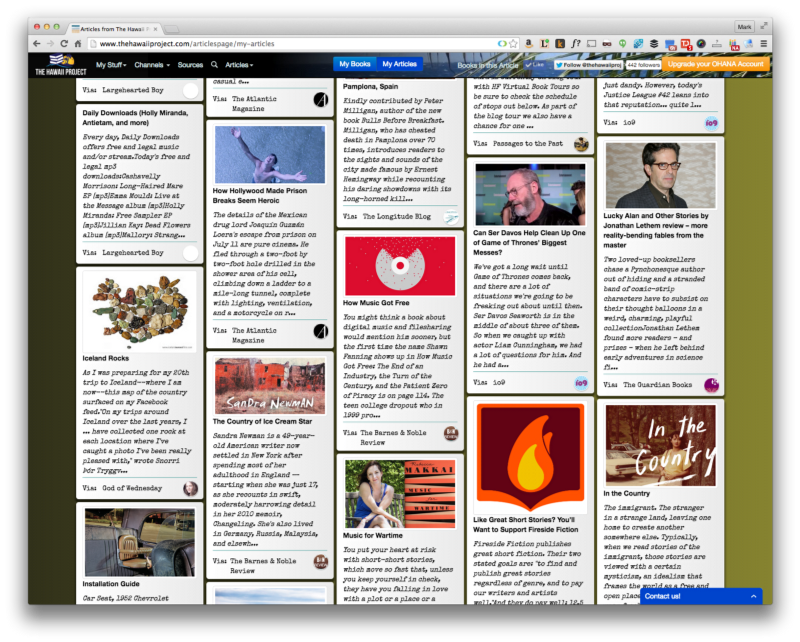 Articles from The Hawaii P
Mark
www.thehawaiiproject.com/articlespage/my-articles
THE HAWAII PROJECT
My Stuff
Channels
Sources
Articles
My Books
My Articles
Books in this Article
Like
Follow @thehawaiiproj
442 followers
Upgrade your OHANA Account
Via: Largehearted Boy
Daily Downloads (Holly Miranda,
Antietam, and more)
Every day, Daily Downloads
offers free and legal music
and/or stream.Today's free and
legal mp3
downloads:Cashavelly
Morrison: Long-Haired Mare
EP [mp3]Emma Mould: Live at
the Message album [mp3]Holly
Miranda: Free Sampler EP
[mp3]Jillian Kay: Dead Flowers
album [mp3]Mallory: Strang...
Via: Largehearted Boy
Iceland Rocks
As I was preparing for my 20th
trip to Iceland--where I am
now--this map of the country
surfaced on my Facebook
feed.'On my trips around
Iceland over the last years, I
... have collected one rock at
each location where I've
caught a photo I've been really
pleased with,' wrote Snorri
Þór Tryggv...
Via: God of Wednesday
Installation Guide
Car Seat, 1952 Chevrolet
casual e...
Via: The Atlantic
Magazine
How Hollywood Made Prison
Breaks Seem Heroic
The details of the Mexican
drug lord Joaquin Guzmán
Loera's escape from prison on
July 11 are pure cinema. He
fled through a two-foot by
two-foot hole drilled in the
shower area of his cell,
climbing down a ladder to a
mile-long tunnel, complete
with lighting, ventilation,
and a motorcycle on r...
Via: The Atlantic
Magazine
SANDRA NEWMAN
The Country of Ice Cream Star
Sandra Newman is a 49-year-
old American writer now
settled in New York after
spending most of her
adulthood in England --
starting when she was just 17,
as she recounts in swift,
moderately harrowing detail
in her 2010 memoir,
Changeling. She's also lived
in Germany, Russia, Malaysia,
and elsewh...
Via: The Barnes & Noble
Review
Pamplona, Spain
Kindly contributed by Peter
Milligan, author of the new
book Bulls Before Breakfast.
Milligan, who has cheated
death in Pamplona over 70
times, introduces readers to
the sights and sounds of the
city made famous by Ernest
Hemingway while recounting
his daring showdowns with its
long-horned kill...
Via: The Longitude Blog
How Music Got Free
You might think a book about
digital music and filesharing
would mention him sooner, but
the first time the name Shawn
Fanning shows up in How Music
Got Free: The End of an
Industry, the Turn of the
Century, and the Patient Zero
of Piracy is on page 114. The
teen college dropout who in
1999 pro...
Via: The Barnes & Noble
Review
MAKKAI
MUSIC
WARTIME
Music for Wartime
You put your heart at risk
with short-short stories,
which move so fast that, unless
you keep yourself in check,
they have you falling in love
with a plot or a place or a
with HF Virtual Book Tours so
be sure to check the schedule
of stops out below. As part of
the blog tour we also have a
chance for one ...
Via: Passages to the Past
Can Ser Davos Help Clean Up One
of Game of Thrones' Biggest
Messes?
We've got a long wait until
Game of Thrones comes back,
and there are a lot of
situations we're going to be
freaking out about until then.
Ser Davos Seaworth is in the
middle of about three of them.
So when we caught up with
actor Liam Cunningham, we had
a lot of questions for him. And
he had a...
Via: io9
io9
Like Great Short Stories? You'll
Want to Support Fireside Fiction
Fireside Fiction publishes
great short fiction. Their two
stated goals are: 'to find and
publish great stories
regardless of genre, and to pay
our writers and artists
well.'And they do pay well: 12.5
just dandy. However, today's
Justice League #42 leans into
that reputation... quite l...
Via: io9
io9
Lucky Alan and Other Stories by
Jonathan Lethem review – more
reality-bending fables from the
master
Two loved-up booksellers
chase a Pynchonesque author
out of hiding and a stranded
band of comic-strip
characters have to subsist on
their thought balloons in a
weird, charming, playful
collectionJonathan Lethem
found more readers – and
prizes – when he left behind
early adventures in science
fi...
Via: The Guardian Books
In the
Country
In the Country
The immigrant. The stranger
in a strange land, leaving one
home to create another
somewhere else. Typically,
when we read stories of the
immigrant, those stories are
viewed with a certain
mysticism, an idealism that
frames the world as a free and
open place
Contact us!